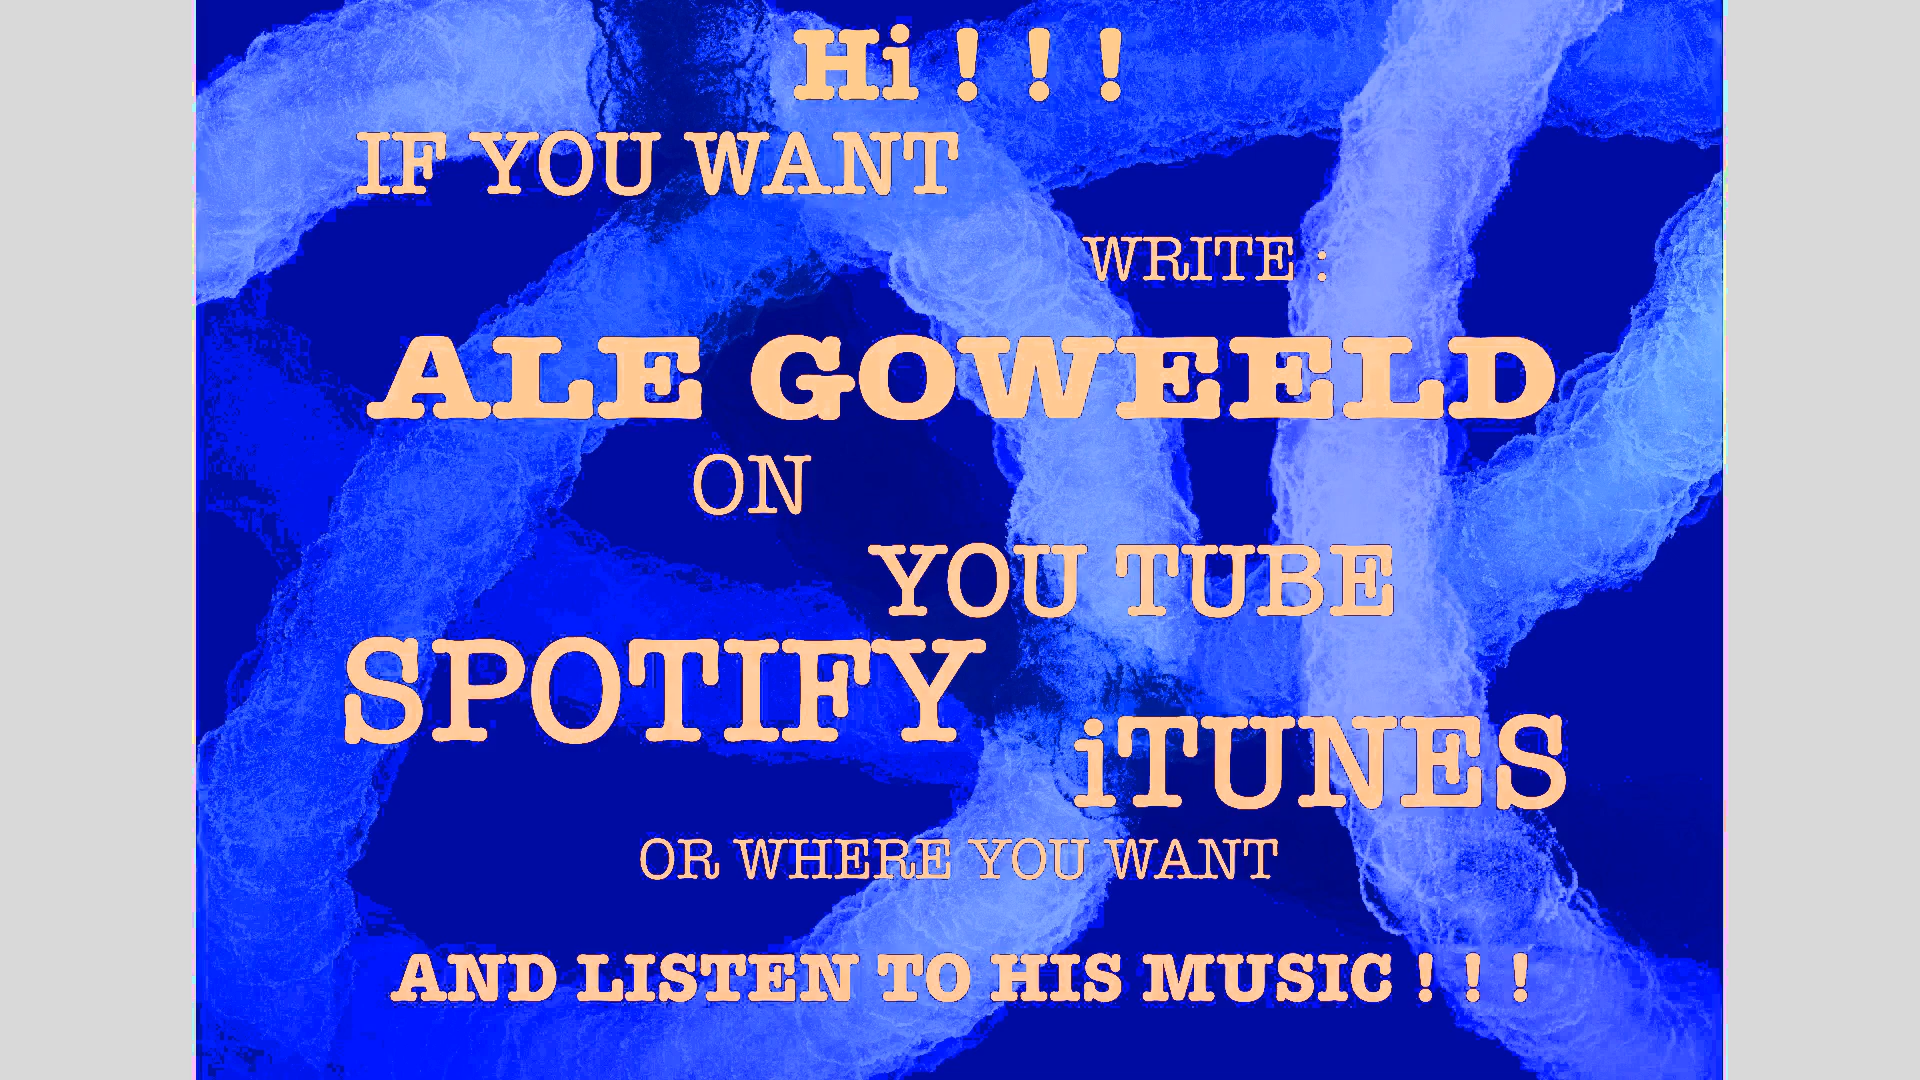 Hi ! ! !
IF YOU WANT
WRITE :
ALE GOWEELD
ON
YOU TUBE
SPOTIFY
iTUNES
OR WHERE YOU WANT
AND LISTEN TO HIS MUSIC ! ! !